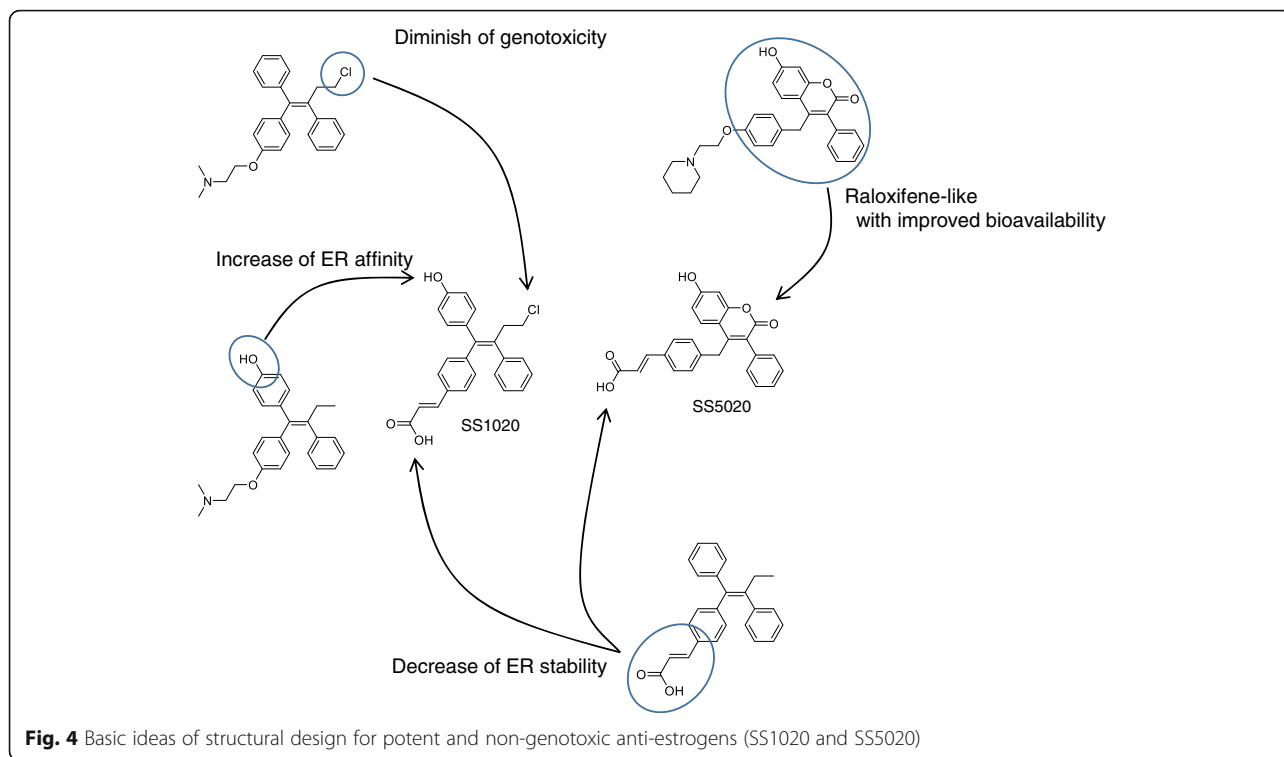 Diminish of genotoxicity
Cl
N
O
HO
O
O
O
N
Raloxifene-like
with improved bioavailability
Increase of ER affinity
HO
Cl
O
OH
SS1020
HO
O
O
O
HO
SS5020
HO
O
N
Decrease of ER stability
O
OH
Fig. 4 Basic ideas of structural design for potent and non-genotoxic anti-estrogens (SS1020 and SS5020)